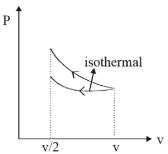 P
isothermal
v/2 v v